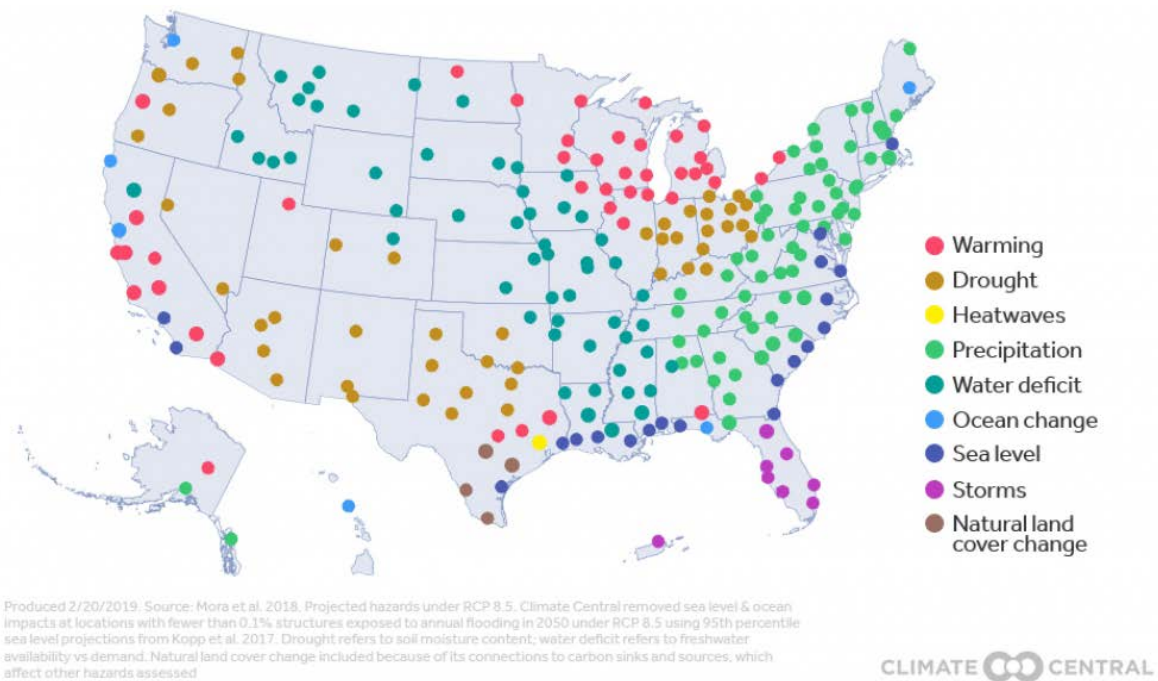 Warming
Drought
Heatwaves
Precipitation
Water deficit
Ocean change
Sea level
Storms
Natural land
cover change
Produced 2/20/2019. Source: Mora et al. 2018. Projected hazards under RCP 8.5. Climate Central removed sea level & ocean
impacts at locations with fewer than 0.1% structures exposed to annual flooding in 2050 under RCP 8.5 using 95th percentile
sea level projections from Kopp et al. 2017. Drought refers to soil moisture content; water deficit refers to freshwater
availability vs demand. Natural land cover change included because of its connections to carbon sinks and sources, which
affect other hazards assessed
CLIMATE CENTRAL